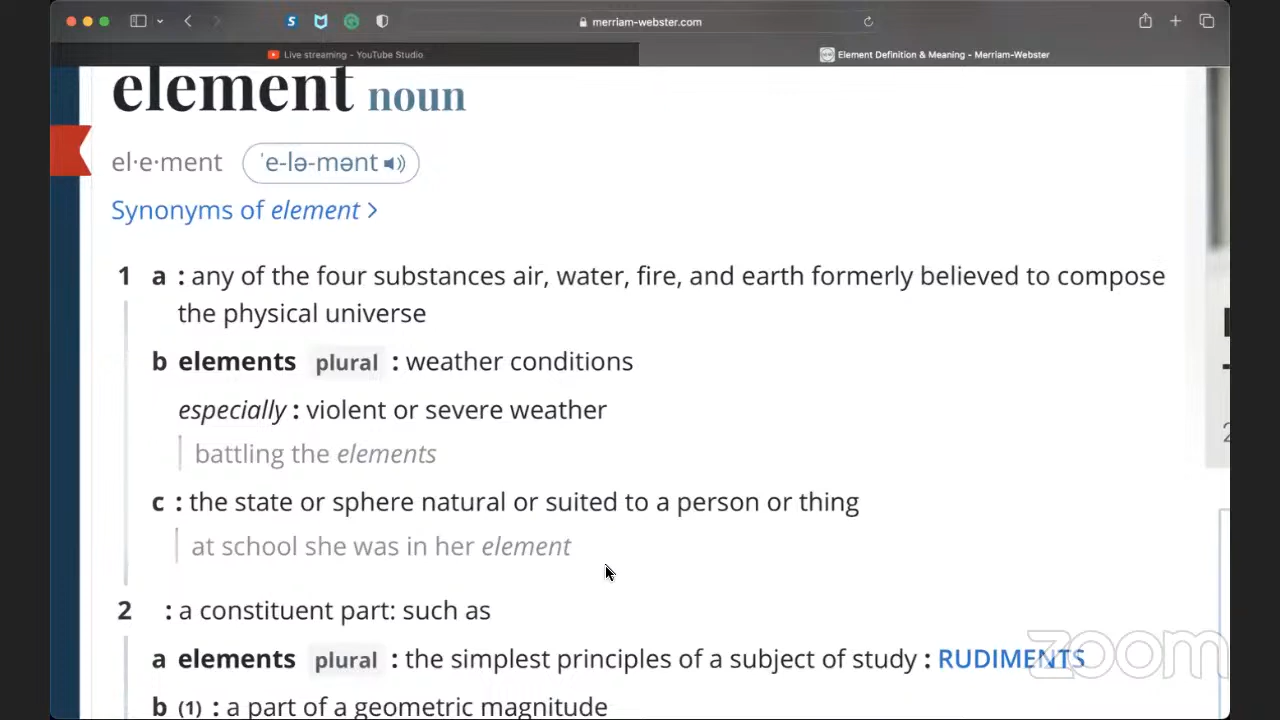 merriam-webster.com
Live streaming - YouTube Studio
Element Definition & Meaning - Merriam-Webster
element noun
el·e·ment ˈe-lə-mənt
Synonyms of element >
1 a : any of the four substances air, water, fire, and earth formerly believed to compose
the physical universe
b elements plural : weather conditions
especially : violent or severe weather
battling the elements
c : the state or sphere natural or suited to a person or thing
at school she was in her element
2 : a constituent part: such as
a elements plural : the simplest principles of a subject of study : RUDIMENTS
b (1) : a part of a geometric magnitude
zoom